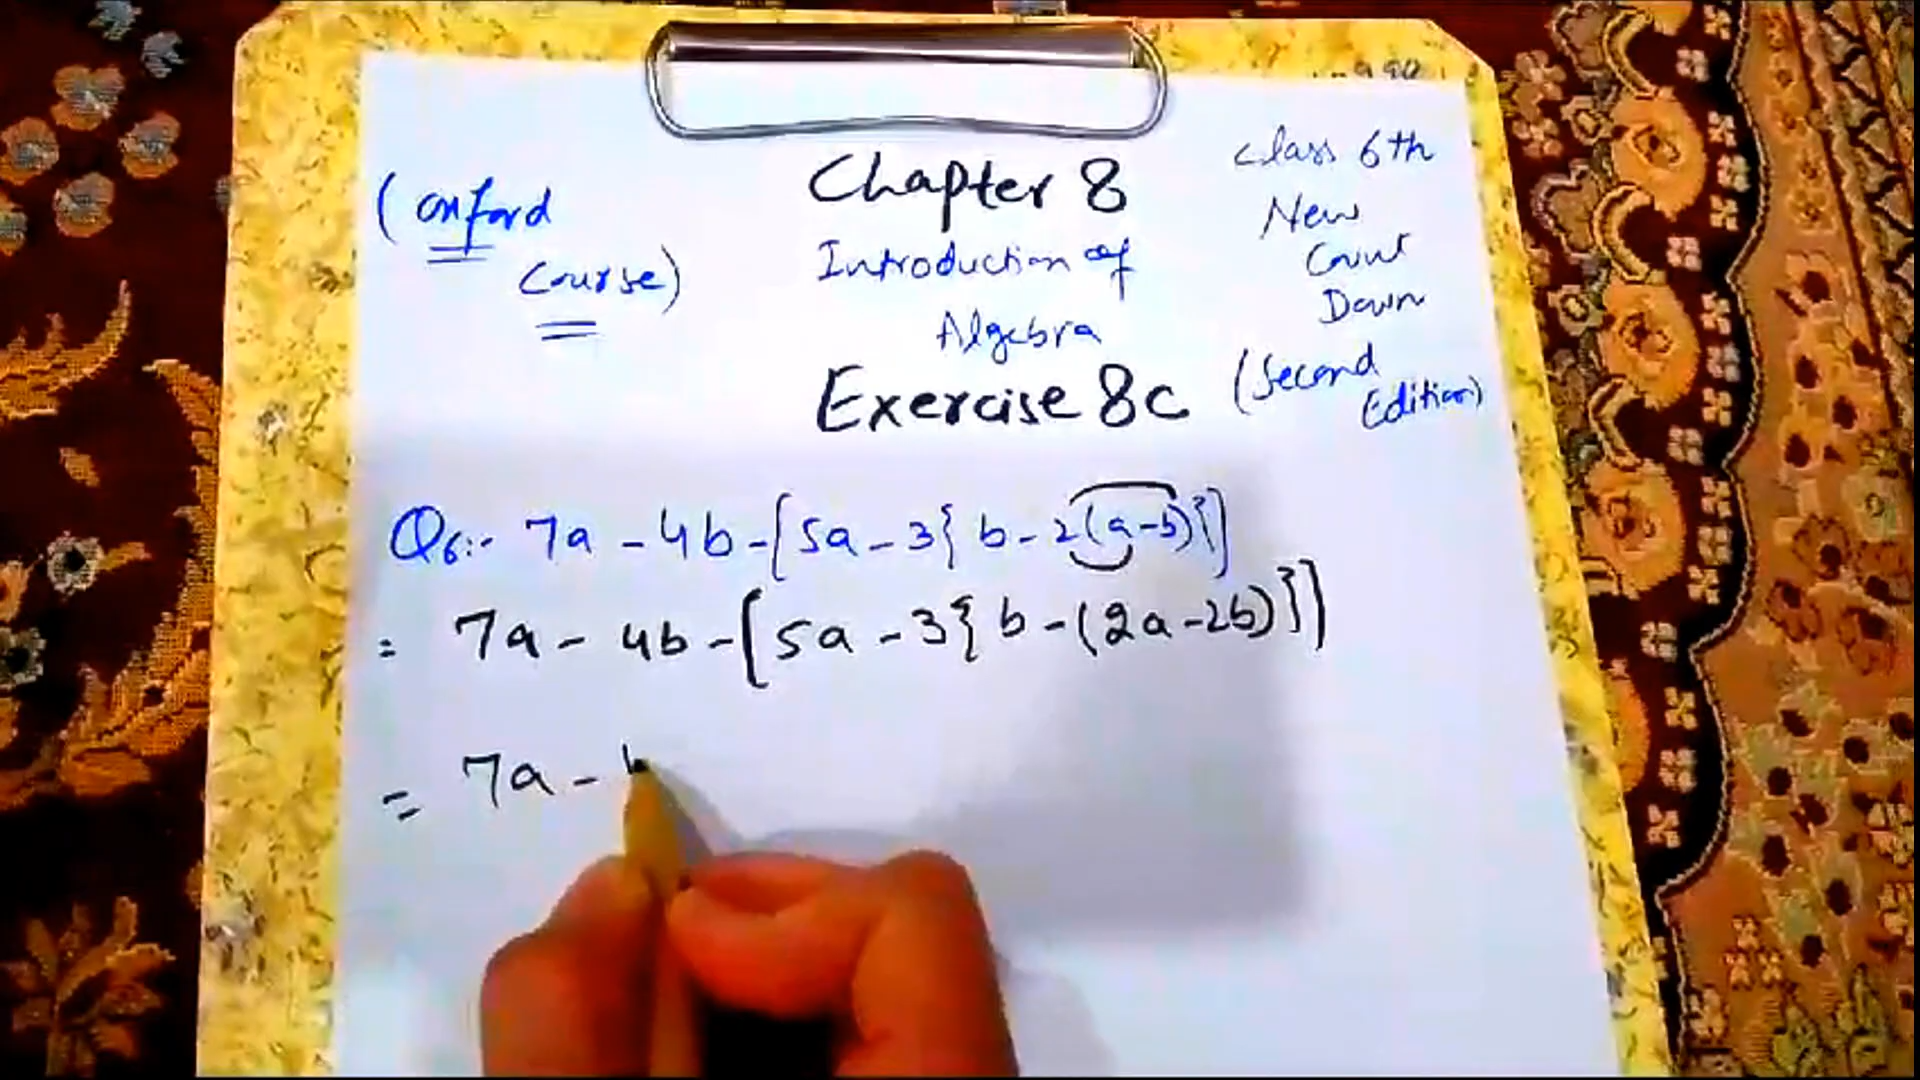 (oxford
course)
Chapter 8
Introduction of
Algebra
Exercise 8c
class 6th
New
Count
Down
(Second
Edition)
Q6:- 7a - 4b - [5a - 3{ b - 2(a - b)}]
= 7a - 4b - [5a - 3{ b - (2a - 2b)}]
= 7a -